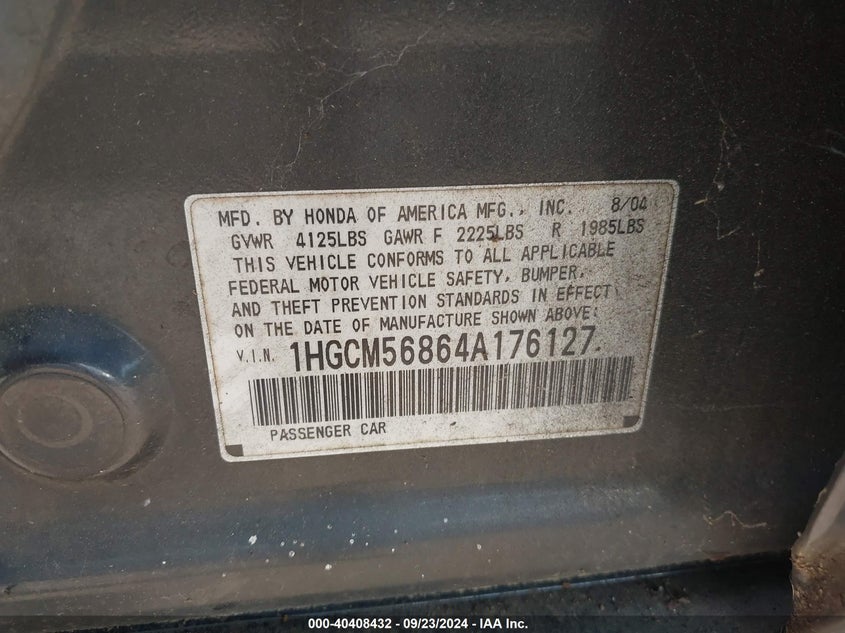 MFD. BY HONDA OF AMERICA MFG., INC. 8/04
GVWR 4125LBS GAWR F 2225LBS R 1985LBS
THIS VEHICLE CONFORMS TO ALL APPLICABLE
FEDERAL MOTOR VEHICLE SAFETY, BUMPER,
AND THEFT PREVENTION STANDARDS IN EFFECT
ON THE DATE OF MANUFACTURE SHOWN ABOVE:
V.I.N. 1HGCM56864A176127
PASSENGER CAR
000-40408432 - 09/23/2024 - IAA Inc.